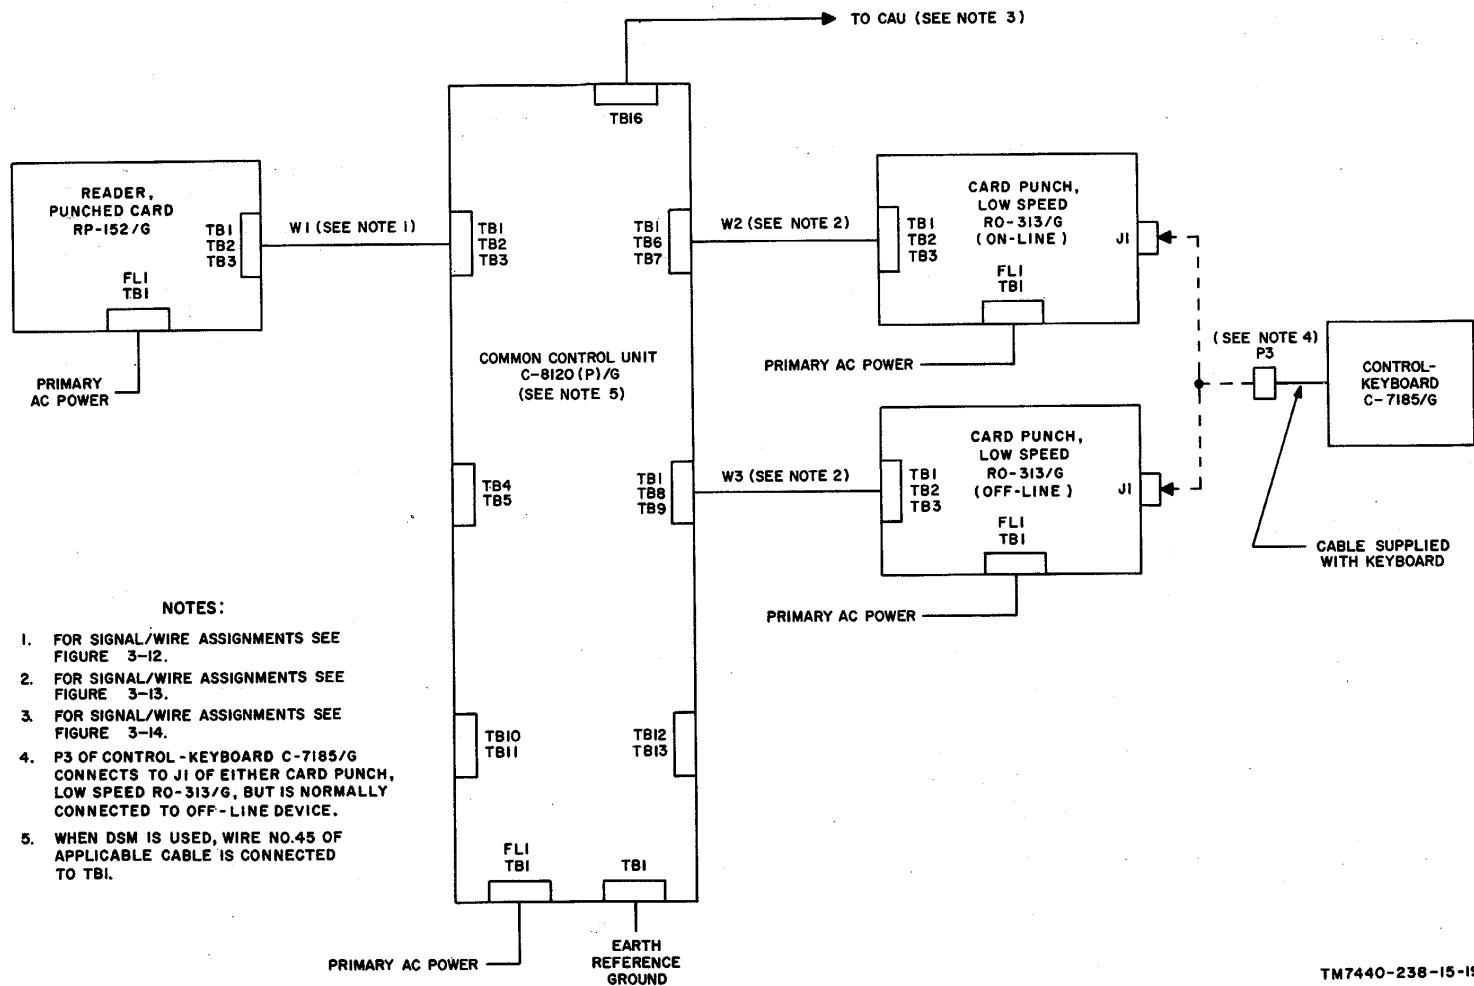 TO CAU (SEE NOTE 3)
TB16
READER,
PUNCHED CARD
RP-152/G
TB1
TB2
TB3
FL1
TB1
PRIMARY
AC POWER
W1 (SEE NOTE 1)
TB1
TB2
TB3
TB1
TB6
TB7
W2 (SEE NOTE 2)
CARD PUNCH,
LOW SPEED
RO-313/G
(ON-LINE)
TB1
TB2
TB3
J1
FL1
TB1
PRIMARY AC POWER
COMMON CONTROL UNIT
C-8120(P)/G
(SEE NOTE 5)
(SEE NOTE 4)
P3
CONTROL-
KEYBOARD
C-7185/G
TB4
TB5
TB1
TB8
TB9
W3 (SEE NOTE 2)
CARD PUNCH,
LOW SPEED
RO-313/G
(OFF-LINE)
TB1
TB2
TB3
J1
FL1
TB1
PRIMARY AC POWER
CABLE SUPPLIED
WITH KEYBOARD
TB10
TB11
TB12
TB13
FL1
TB1
TB1
PRIMARY AC POWER
EARTH
REFERENCE
GROUND
NOTES:
1. FOR SIGNAL/WIRE ASSIGNMENTS SEE
FIGURE 3-12.
2. FOR SIGNAL/WIRE ASSIGNMENTS SEE
FIGURE 3-13.
3. FOR SIGNAL/WIRE ASSIGNMENTS SEE
FIGURE 3-14.
4. P3 OF CONTROL-KEYBOARD C-7185/G
CONNECTS TO J1 OF EITHER CARD PUNCH,
LOW SPEED RO-313/G, BUT IS NORMALLY
CONNECTED TO OFF-LINE DEVICE.
5. WHEN DSM IS USED, WIRE NO.45 OF
APPLICABLE CABLE IS CONNECTED
TO TB1.
TM7440-238-15-19